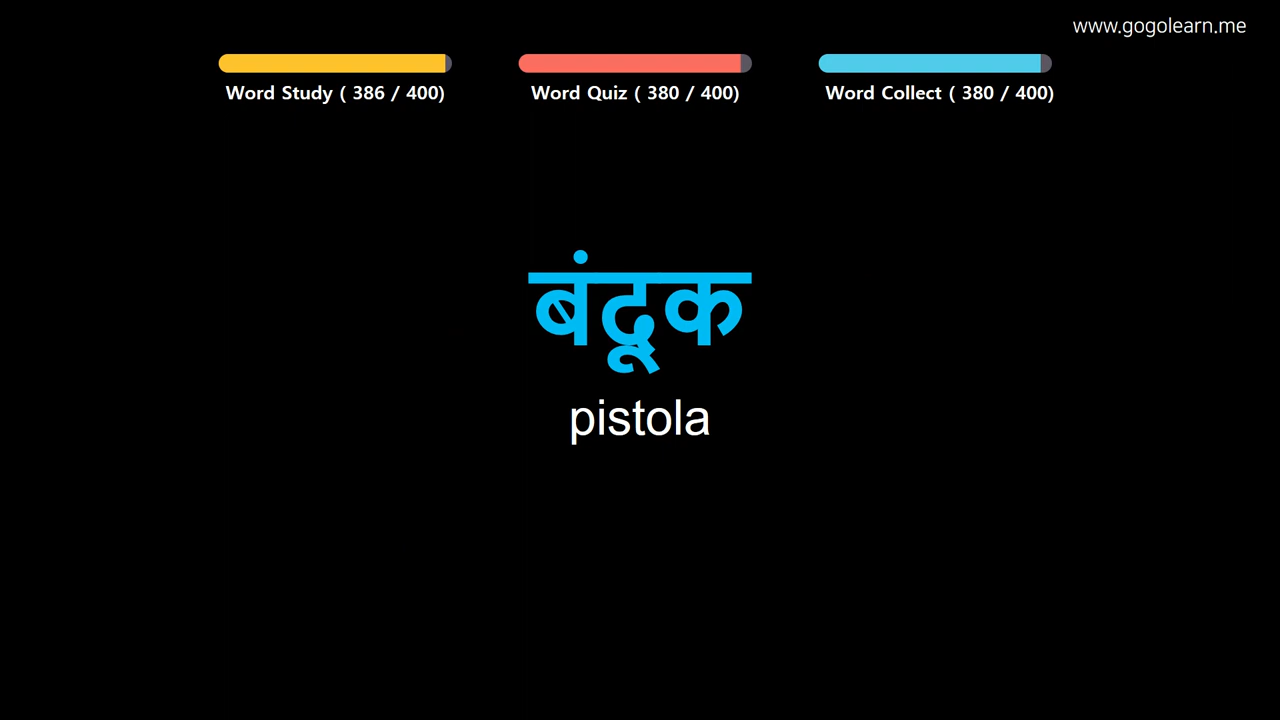 www.gogolearn.me
Word Study ( 386 / 400)
Word Quiz ( 380 / 400)
Word Collect ( 380 / 400)
बंदूक
pistola